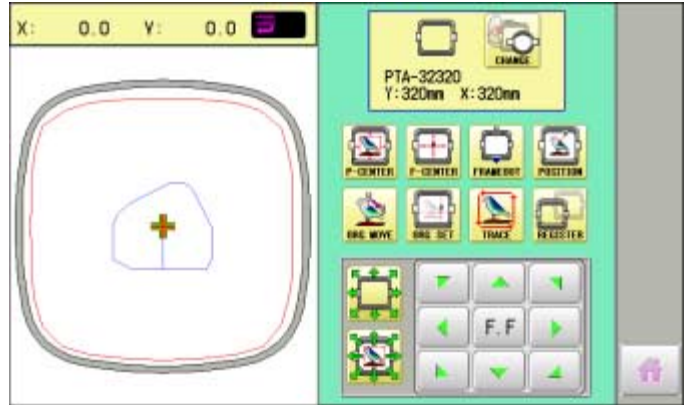 X: 0.0 Y: 0.0
CHANGE
PTA-32320
Y:320mm X:320mm
P-CENTER F-CENTER FRAMEOUT POSITION
ORG MOVE ORG SET TRACE REGISTER
F.F